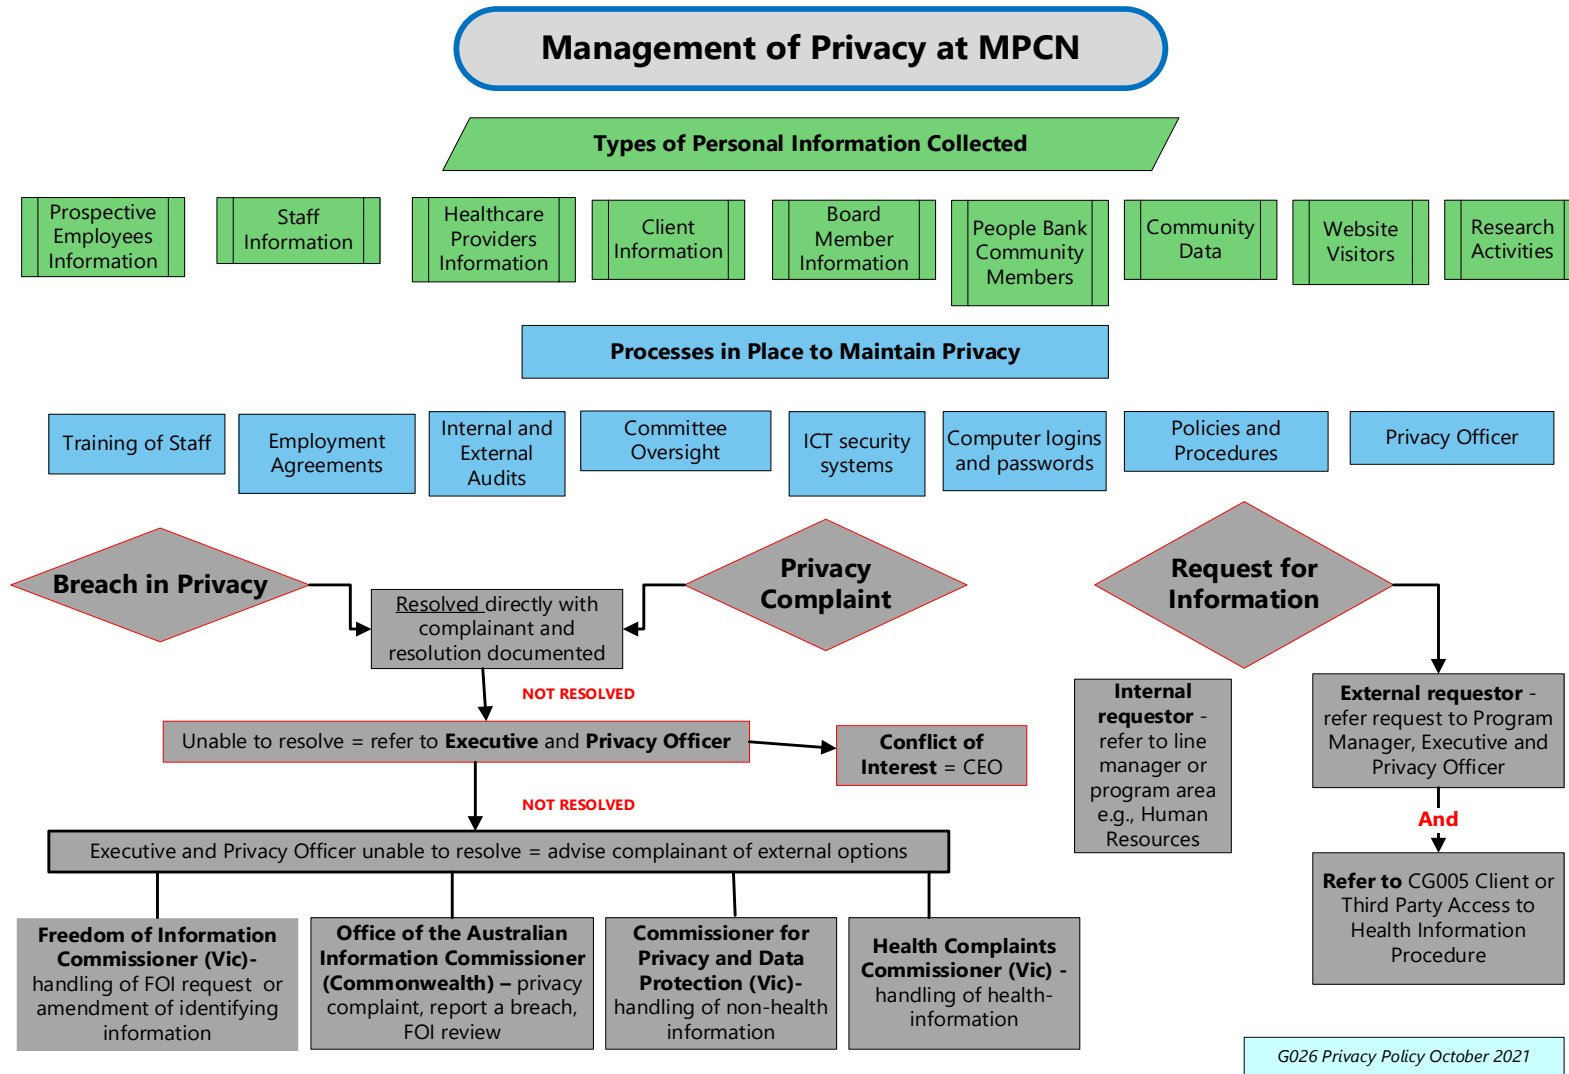 Management of Privacy at MPCN
Types of Personal Information Collected
Prospective
Employees
Information
Staff
Information
Healthcare
Providers
Information
Client
Information
Board
Member
Information
People Bank
Community
Members
Community
Data
Website
Visitors
Research
Activities
Processes in Place to Maintain Privacy
Training of Staff
Employment
Agreements
Internal and
External
Audits
Committee
Oversight
ICT security
systems
Computer logins
and passwords
Policies and
Procedures
Privacy Officer
Breach in Privacy
Privacy
Complaint
Request for
Information
Resolved directly with
complainant and
resolution documented
NOT RESOLVED
Unable to resolve = refer to Executive and Privacy Officer
Conflict of
Interest = CEO
NOT RESOLVED
Executive and Privacy Officer unable to resolve = advise complainant of external options
Freedom of Information
Commissioner (Vic)-
handling of FOI request  or
amendment of identifying
information
Office of the Australian
Information Commissioner
(Commonwealth) – privacy
complaint, report a breach,
FOI review
Commissioner for
Privacy and Data
Protection (Vic)-
handling of non-health
information
Health Complaints
Commissioner (Vic) -
handling of health-
information
Internal
requestor -
refer to line
manager or
program area
e.g., Human
Resources
External requestor -
refer request to Program
Manager, Executive and
Privacy Officer
And
Refer to CG005 Client or
Third Party Access to
Health Information
Procedure
G026 Privacy Policy October 2021